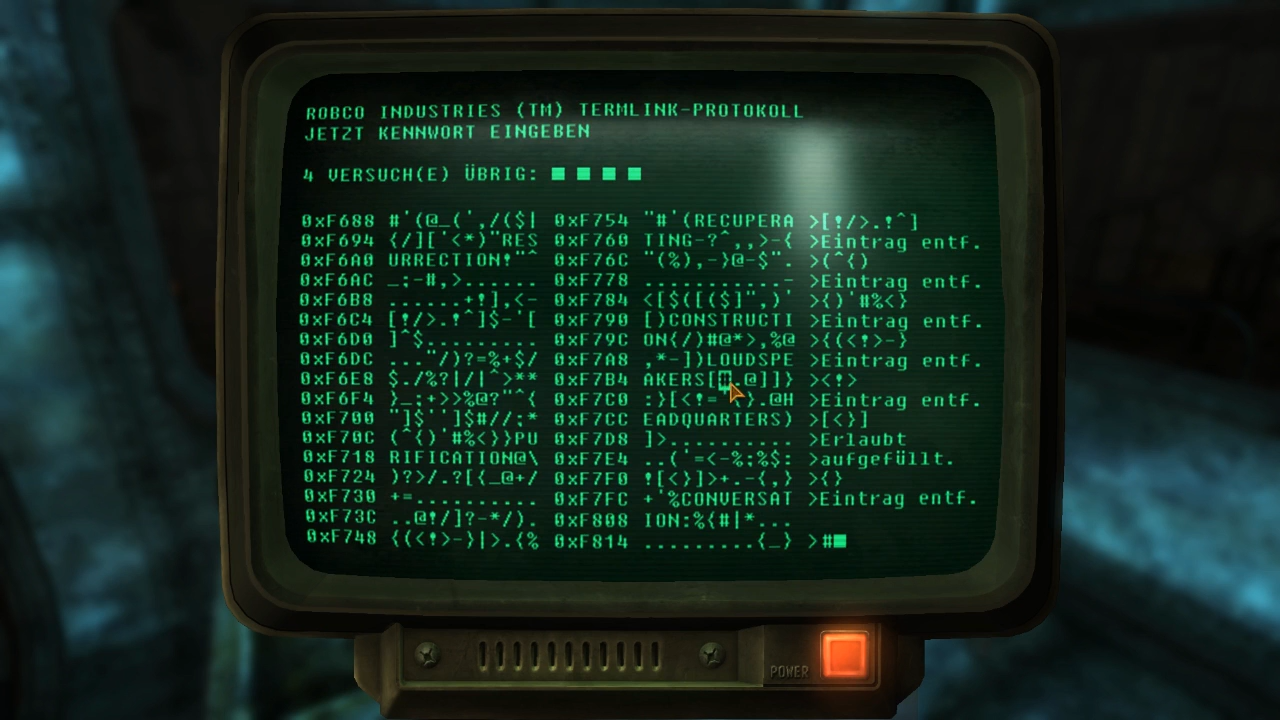 ROBCO INDUSTRIES (TM) TERMLINK-PROTOKOLL
JETZT KENNWORT EINGEBEN
4 VERSUCH(E) ÜBRIG: ■ ■ ■ ■
0xF688 #'(@_(',/($| 0xF754 "#'(RECUPERA >[!/>.!^]
0xF694 {/]['<*)"RES 0xF760 TING-?^,,>-{ >Eintrag entf.
0xF6A0 URRECTION!"^ 0xF76C "(%),-}@-$". >(^{)
0xF6AC _;-#,>...... 0xF778 ...........- >Eintrag entf.
0xF6B8 ......+!],<- 0xF784 <[$([($]",)' >{)'#%<}
0xF6C4 [!/>.!^]$-'[ 0xF790 [)CONSTRUCTI >Eintrag entf.
0xF6D0 ]^$......... 0xF79C ON{/)#@*>,%@ >{(<!>-}
0xF6DC ..."/)?=%+$/ 0xF7A8 ,*-])LOUDSPE >Eintrag entf.
0xF6E8 $./%?|/|^>** 0xF7B4 AKERS[#.@]]} ><!>
0xF6F4 }_;+>>%@?"^{ 0xF7C0 :}[<!="\}.@H >Eintrag entf.
0xF700 "]$'']$#//;* 0xF7CC EADQUARTERS) >[<}]
0xF70C (^{)'#%<}}PU 0xF7D8 ]>.......... >Erlaubt
0xF718 RIFICATION@\ 0xF7E4 ..('=<-%;%$: >aufgefüllt.
0xF724 )?>/.?[{_@+/ 0xF7F0 ![<}]>+.-{,} >{}
0xF730 +=.......... 0xF7FC +'%CONVERSAT >Eintrag entf.
0xF73C ..@!/]?-*/). 0xF808 ION:%{#|*...
0xF748 {(<!>-}|>.{% 0xF814 .........{_} >#■
POWER